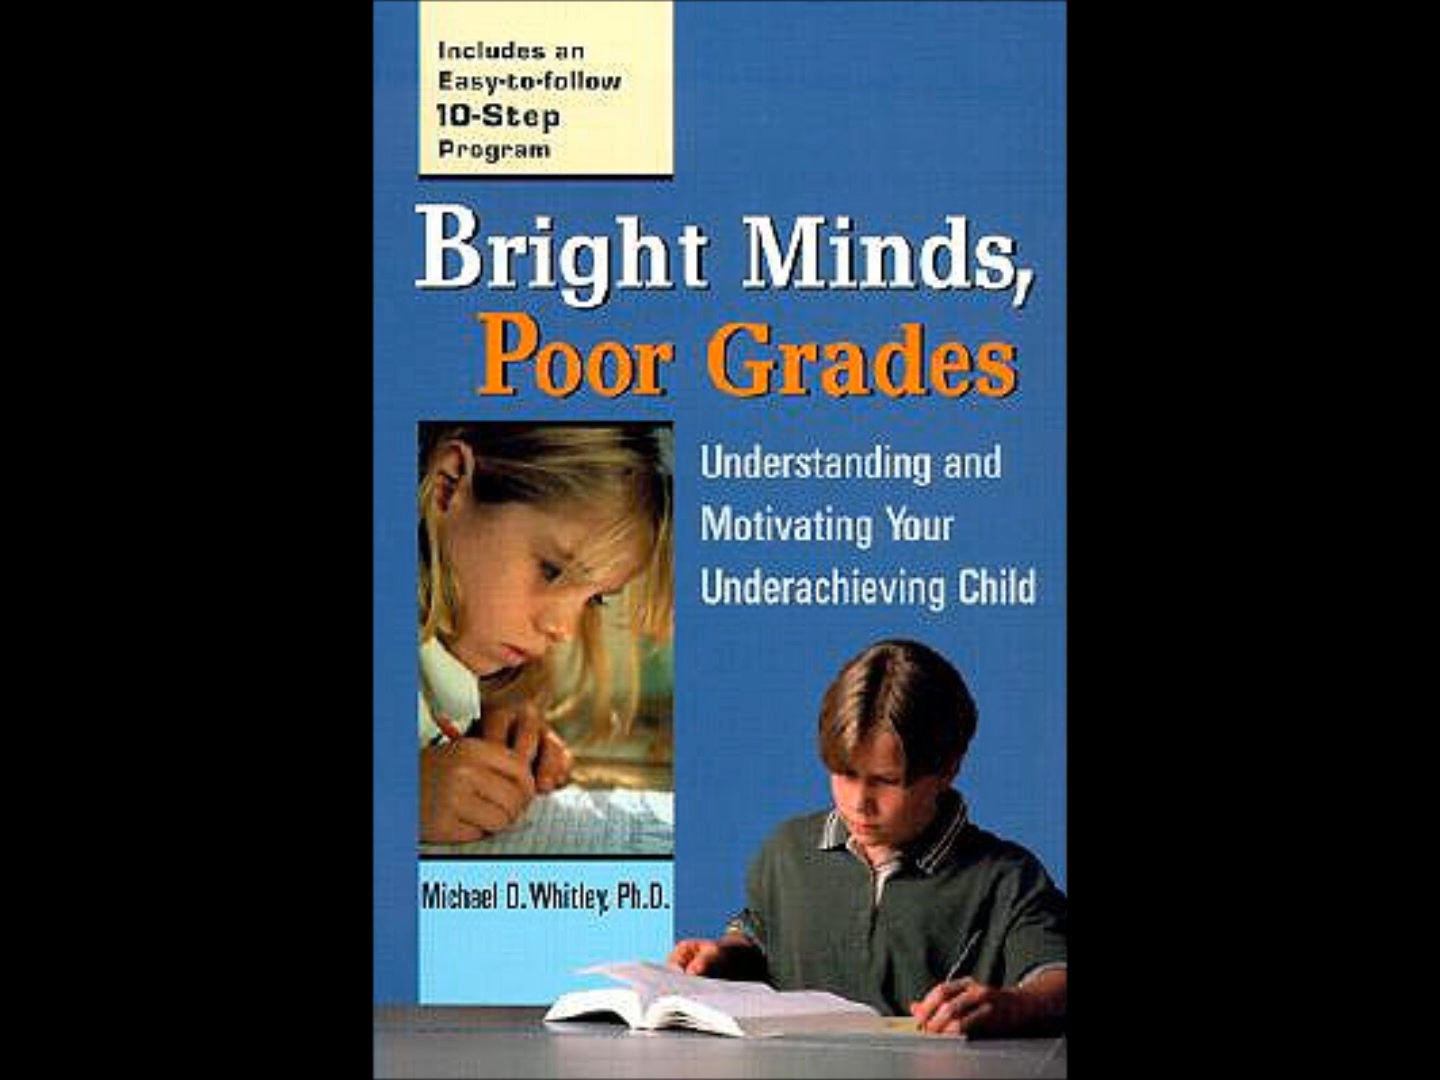 Includes an
Easy-to-follow
10-Step
Program
Bright Minds,
Poor Grades
Understanding and
Motivating Your
Underachieving Child
Michael D. Whitley, Ph.D.